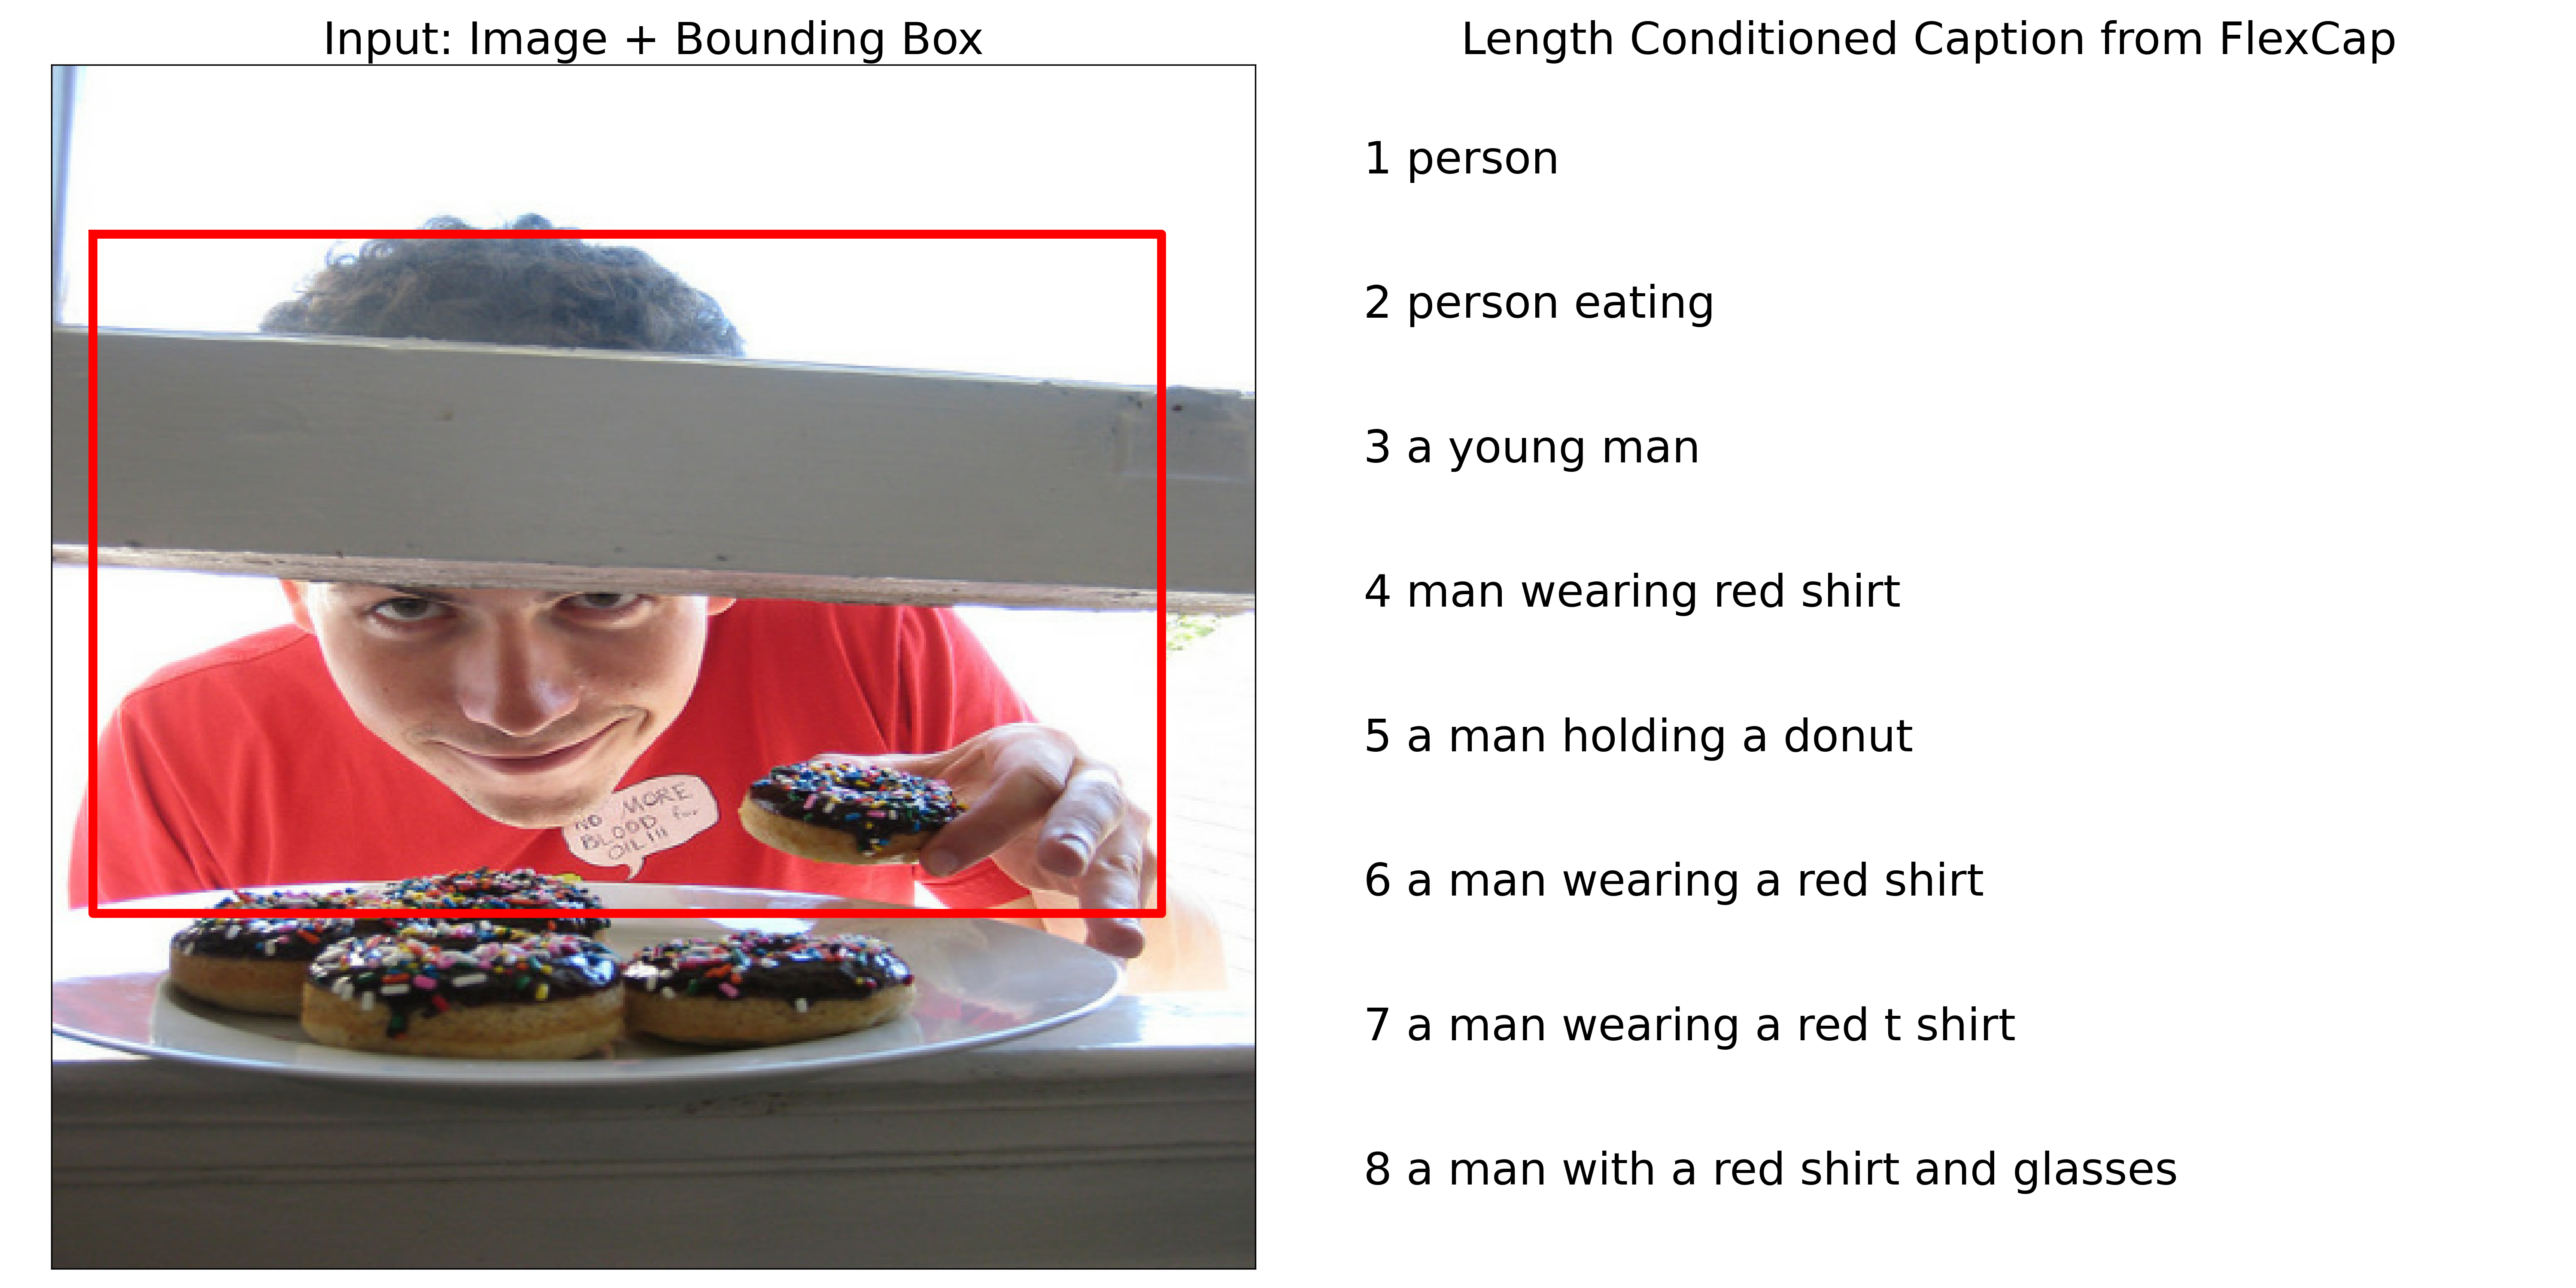 Input: Image + Bounding Box
Length Conditioned Caption from FlexCap
NO MORE
BLOOD for
OIL!!!
1 person
2 person eating
3 a young man
4 man wearing red shirt
5 a man holding a donut
6 a man wearing a red shirt
7 a man wearing a red t shirt
8 a man with a red shirt and glasses